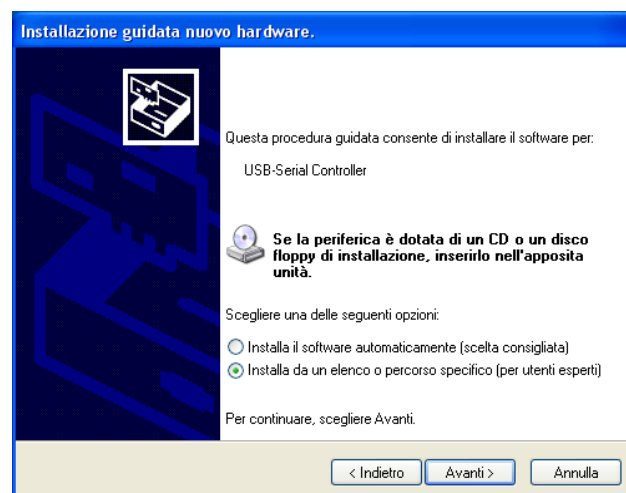 Installazione guidata nuovo hardware.
Questa procedura guidata consente di installare il software per:
USB-Serial Controller
Se la periferica è dotata di un CD o un disco
floppy di installazione, inserirlo nell'apposita
unità.
Scegliere una delle seguenti opzioni:
Installa il software automaticamente (scelta consigliata)
Installa da un elenco o percorso specifico (per utenti esperti)
Per continuare, scegliere Avanti.
< Indietro Avanti > Annulla